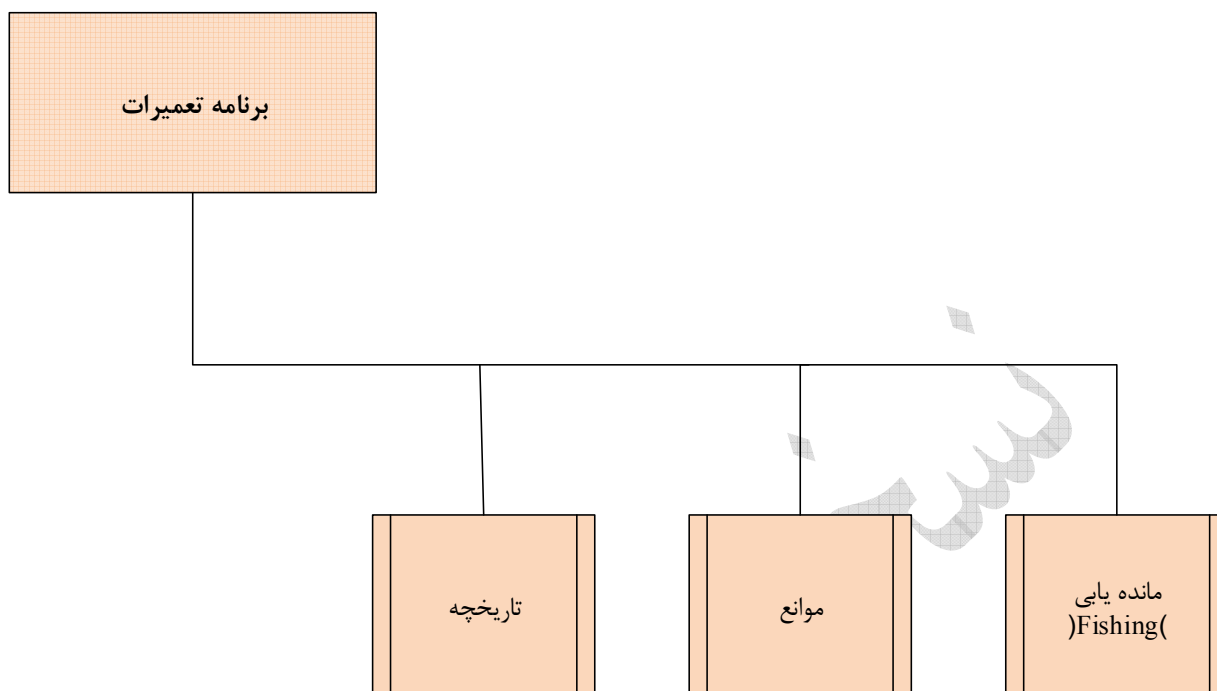 برنامه تعمیرات
مانده یابی
(Fishing)
موانع
تاریخچه